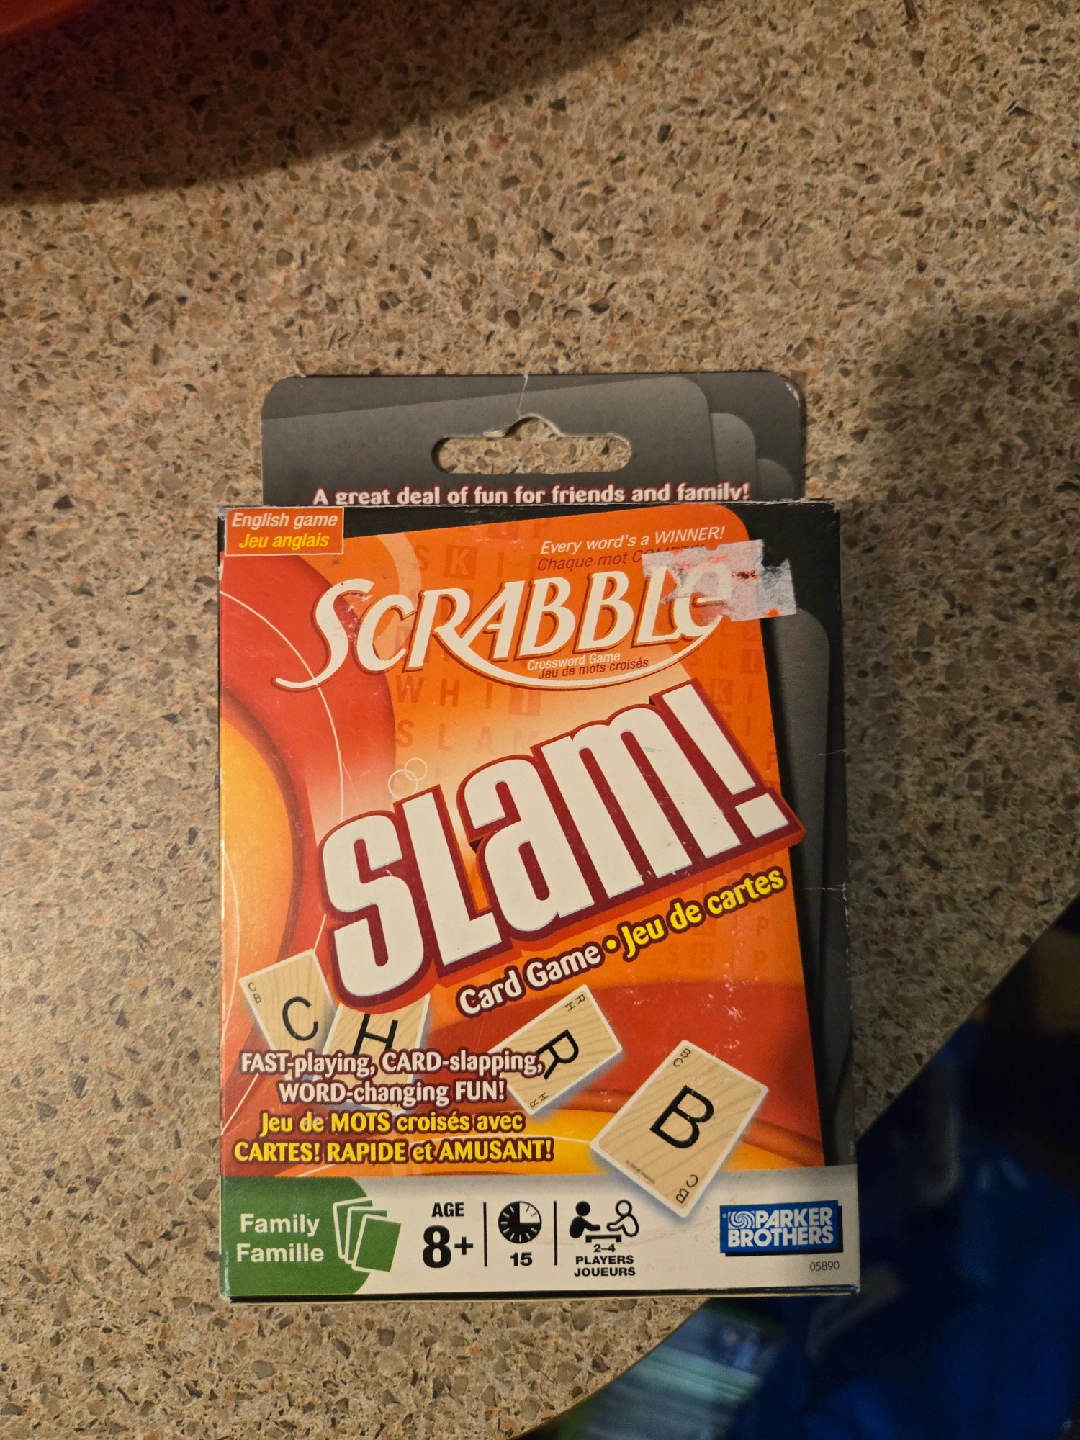 A great deal of fun for friends and family!
English game
Jeu anglais
Every word's a WINNER!
Chaque mot
SCRABBLE
Crossword Game
Jeu de mots croisés
WHI
SLAM
SLAM!
Card Game • Jeu de cartes
C
H
R
B
FAST-playing, CARD-slapping,
WORD-changing FUN!
Jeu de MOTS croisés avec
CARTES! RAPIDE et AMUSANT!
Family
Famille
AGE
8+
15
2-4
PLAYERS
JOUEURS
PARKER
BROTHERS
05890